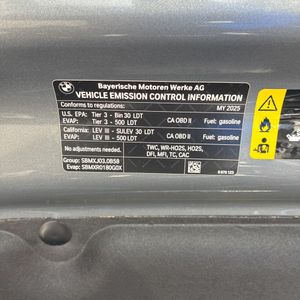 Bayerische Motoren Werke AG
VEHICLE EMISSION CONTROL INFORMATION
Conforms to regulations: MY 2025
U.S. EPA: Tier 3 - Bin 30 LDT CA OBD II Fuel: gasoline
EVAP: Tier 3 - 500 LDT
California: LEV III - SULEV 30 LDT CA OBD II Fuel: gasoline
EVAP: LEV III - 500 LDT
No adjustments needed. TWC, WR-HO2S, HO2S,
DFI, MFI, TC, CAC
Group: SBMXJ03.0B58
Evap: SBMXR0180G0X